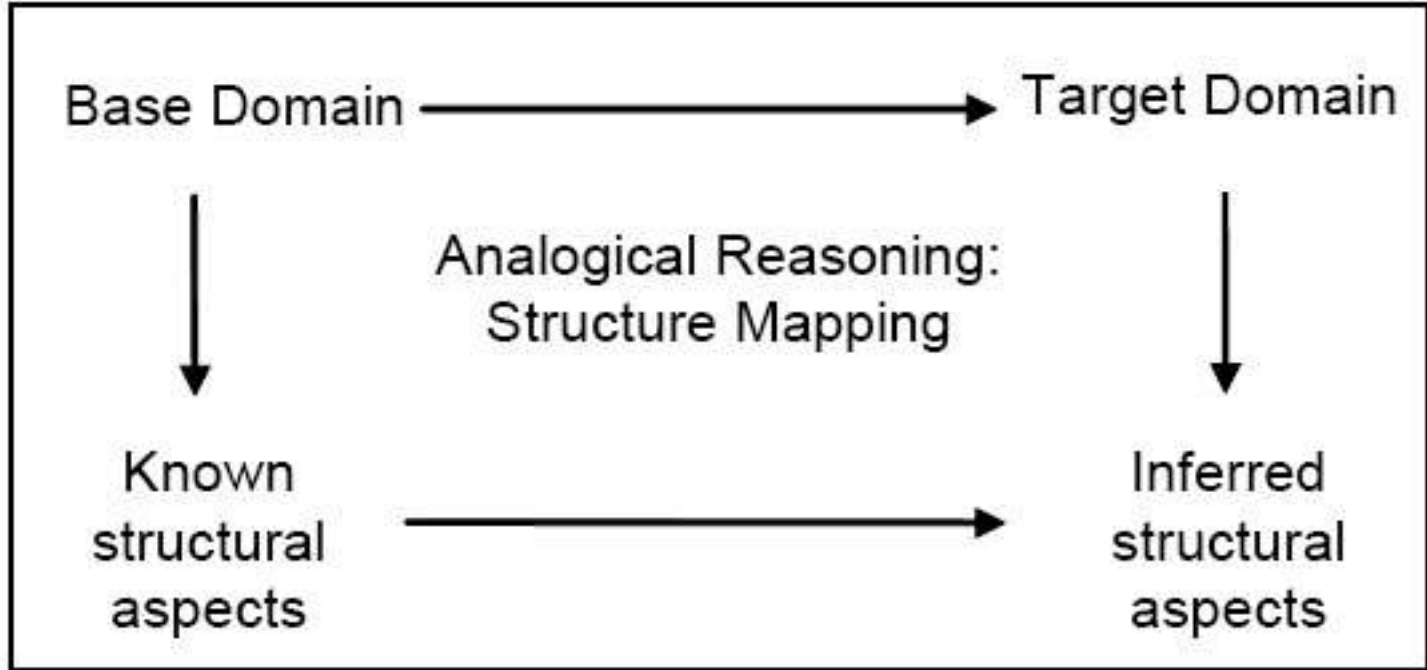 Base Domain
Target Domain
Analogical Reasoning:
Structure Mapping
Known
structural
aspects
Inferred
structural
aspects